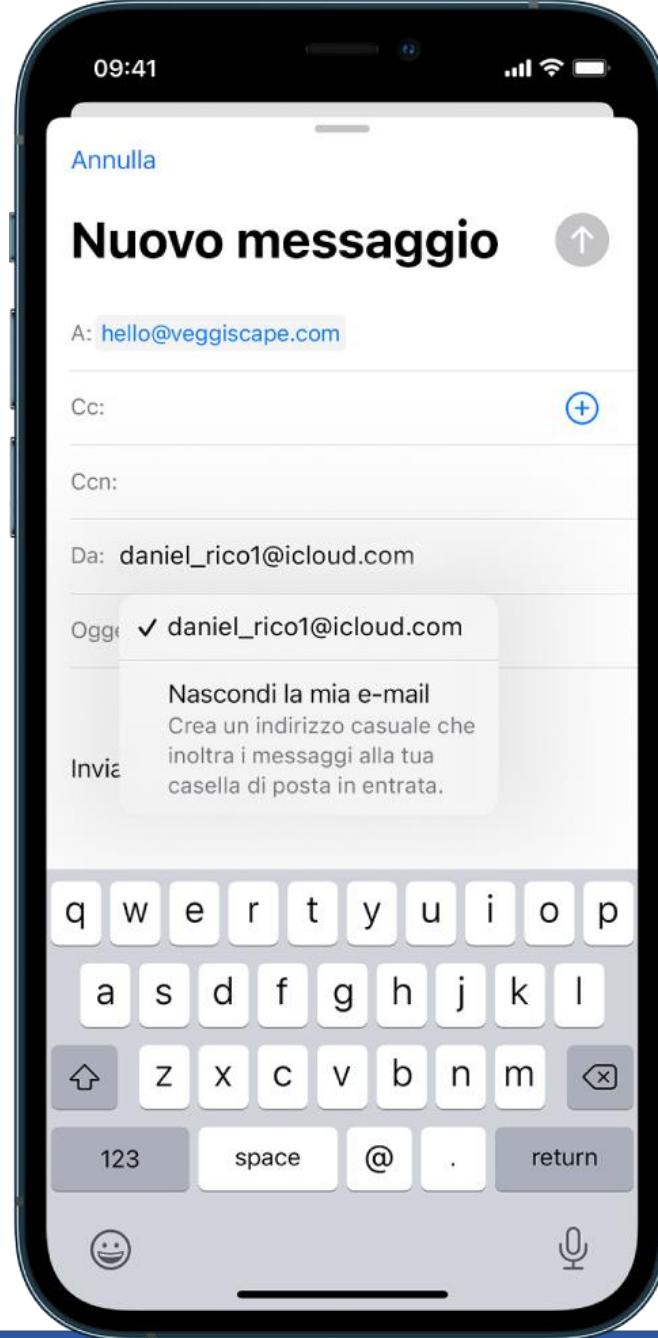 09:41
Annulla
Nuovo messaggio
A: hello@veggiscape.com
Cc:
Ccn:
Da: daniel_rico1@icloud.com
Ogge
✓ daniel_rico1@icloud.com
Nascondi la mia e-mail
Crea un indirizzo casuale che
inoltra i messaggi alla tua
casella di posta in entrata.
Invia
q w e r t y u i o p
a s d f g h j k l
z x c v b n m
123 space @ . return